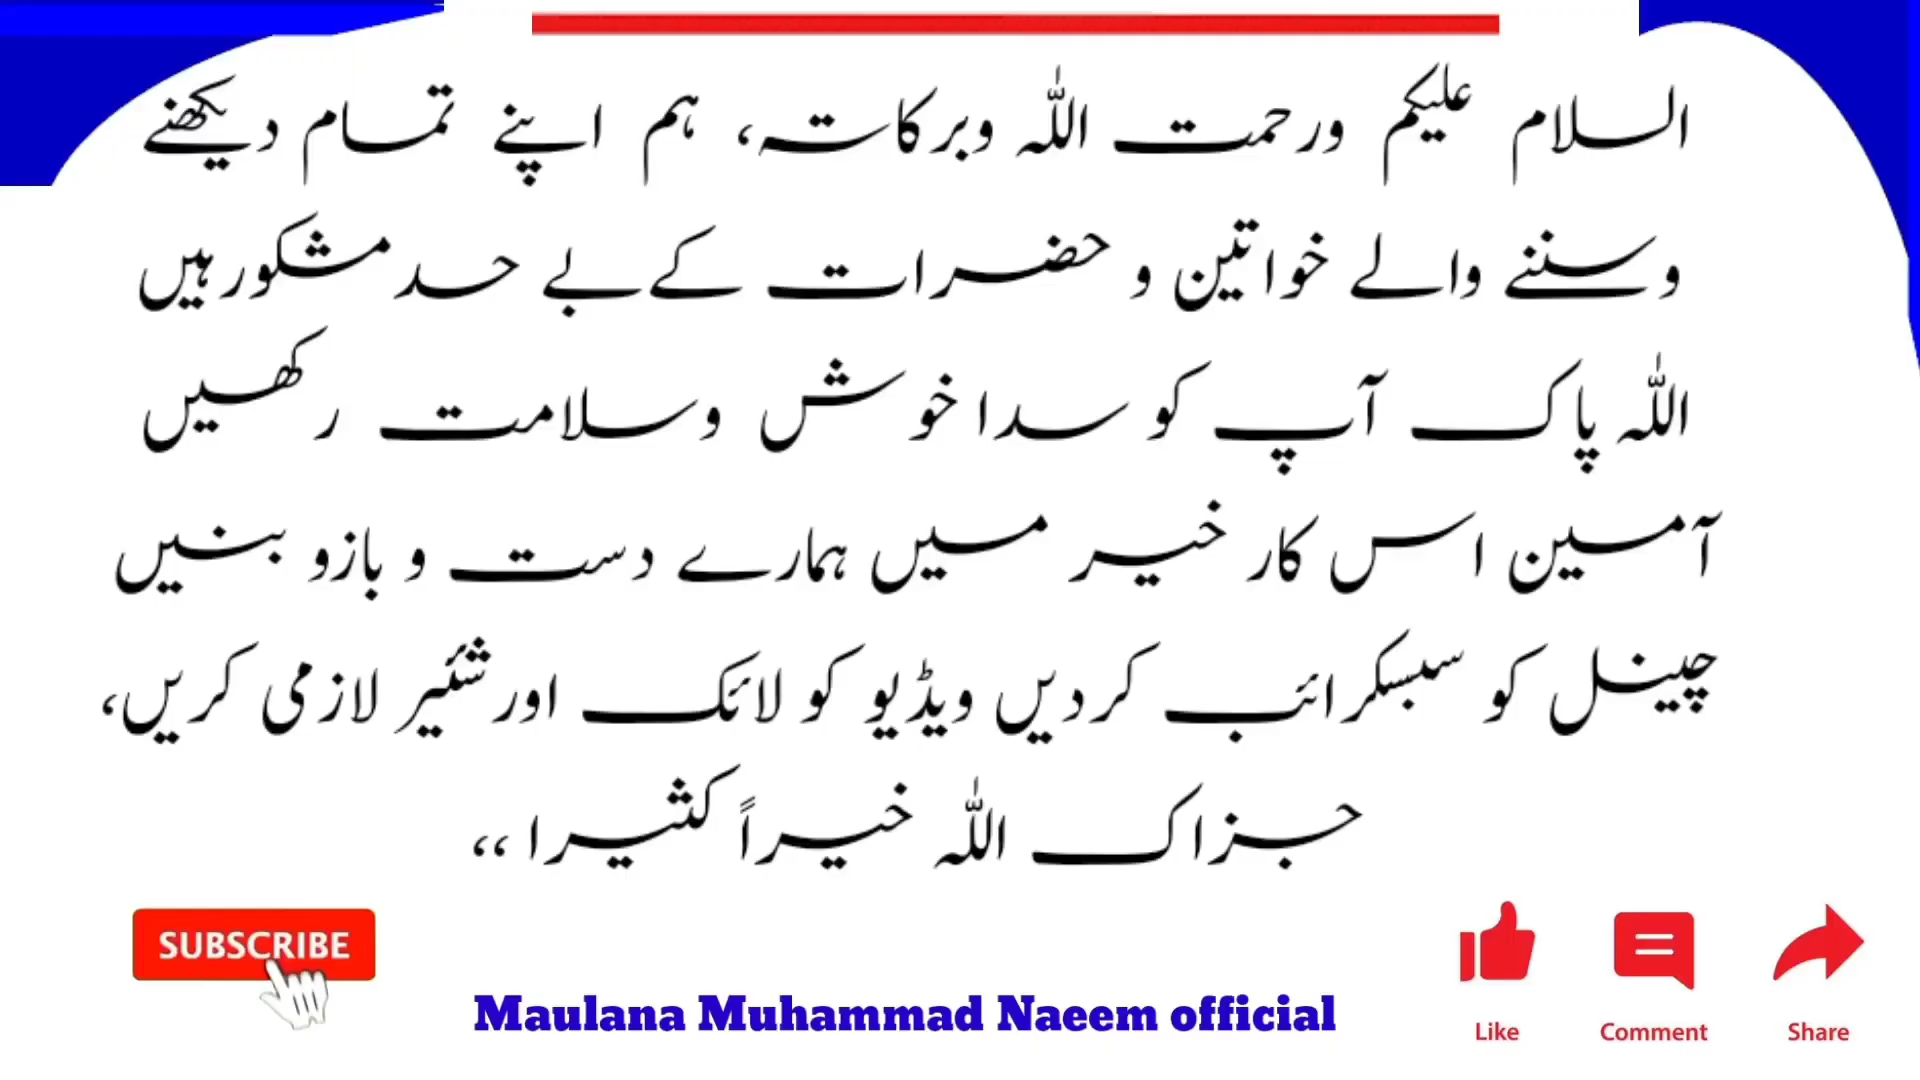 السلام علیکم ورحمت اللہ وبرکاتہ، ہم اپنے تمام دیکھنے
وسننے والے خواتین و حضرات کے بے حد مشکور ہیں
اللہ پاک آپ کو سدا خوش وسلامت رکھیں
آمین اس کار خیر میں ہمارے دست و بازو بنیں
چینل کو سبسکرائب کردیں ویڈیو کو لائک اور شئیر لازمی کریں،
جزاک اللہ خیراً کثیرا ،،
SUBSCRIBE
Maulana Muhammad Naeem official
Like Comment Share